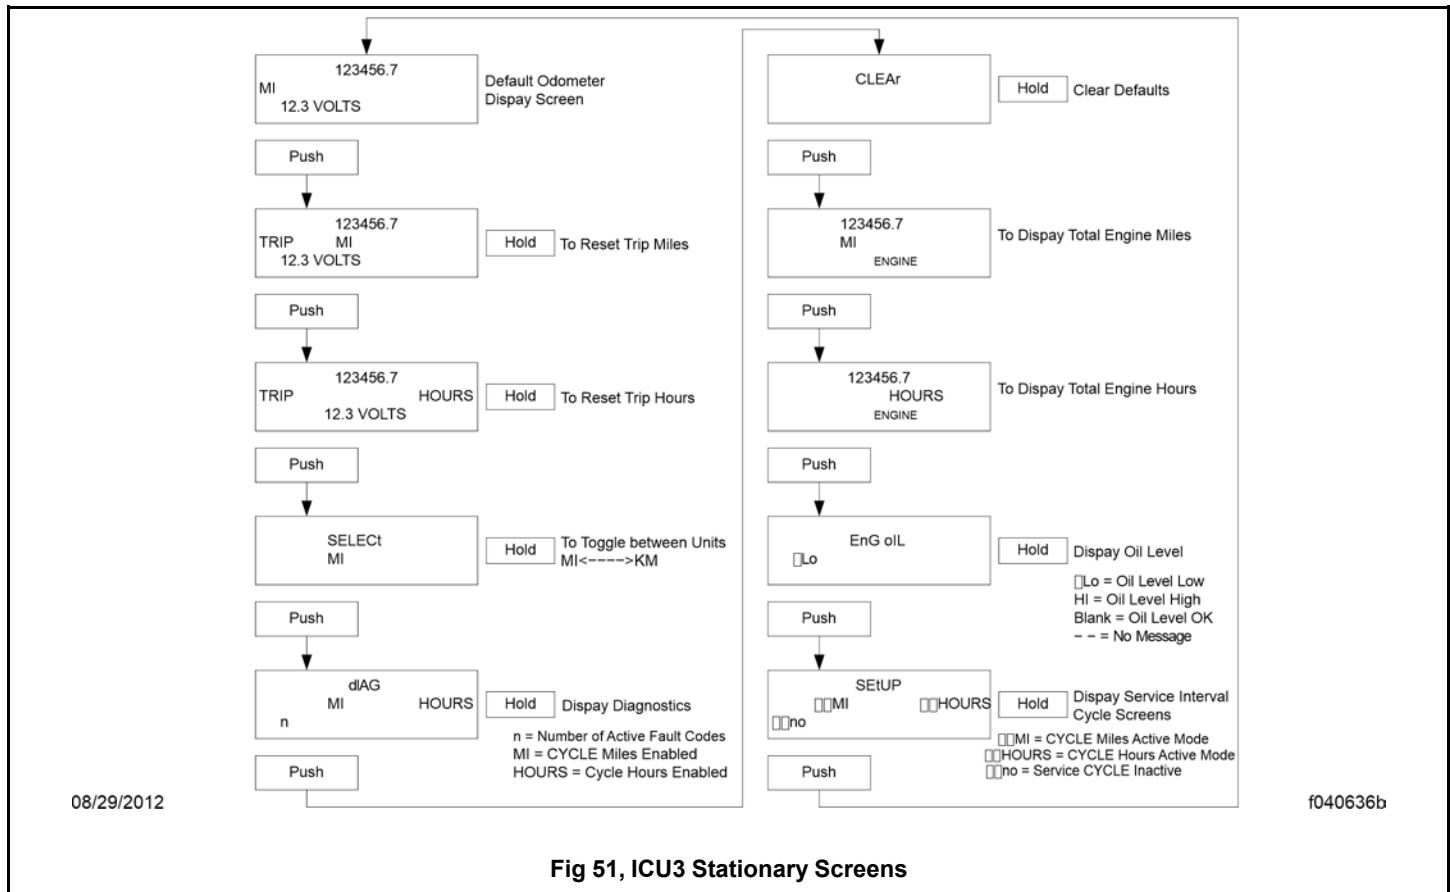 123456.7
MI
12.3 VOLTS
Default Odometer
Dispay Screen
Push
123456.7
TRIP MI
12.3 VOLTS
Hold
To Reset Trip Miles
Push
123456.7
TRIP HOURS
12.3 VOLTS
Hold
To Reset Trip Hours
Push
SELECt
MI
Hold
To Toggle between Units
MI<---->KM
Push
dIAG
MI HOURS
n
Hold
Dispay Diagnostics
n = Number of Active Fault Codes
MI = CYCLE Miles Enabled
HOURS = Cycle Hours Enabled
Push
CLEAr
Hold
Clear Defaults
Push
123456.7
MI
ENGINE
To Dispay Total Engine Miles
Push
123456.7
HOURS
ENGINE
To Dispay Total Engine Hours
Push
EnG oIL
▯Lo
Hold
Dispay Oil Level
▯Lo = Oil Level Low
HI = Oil Level High
Blank = Oil Level OK
– – = No Message
Push
SEtUP
▯▯MI ▯▯HOURS
▯▯no
Hold
Dispay Service Interval
Cycle Screens
▯▯MI = CYCLE Miles Active Mode
▯▯HOURS = CYCLE Hours Active Mode
▯▯no = Service CYCLE Inactive
Push
08/29/2012
f040636b
Fig 51, ICU3 Stationary Screens